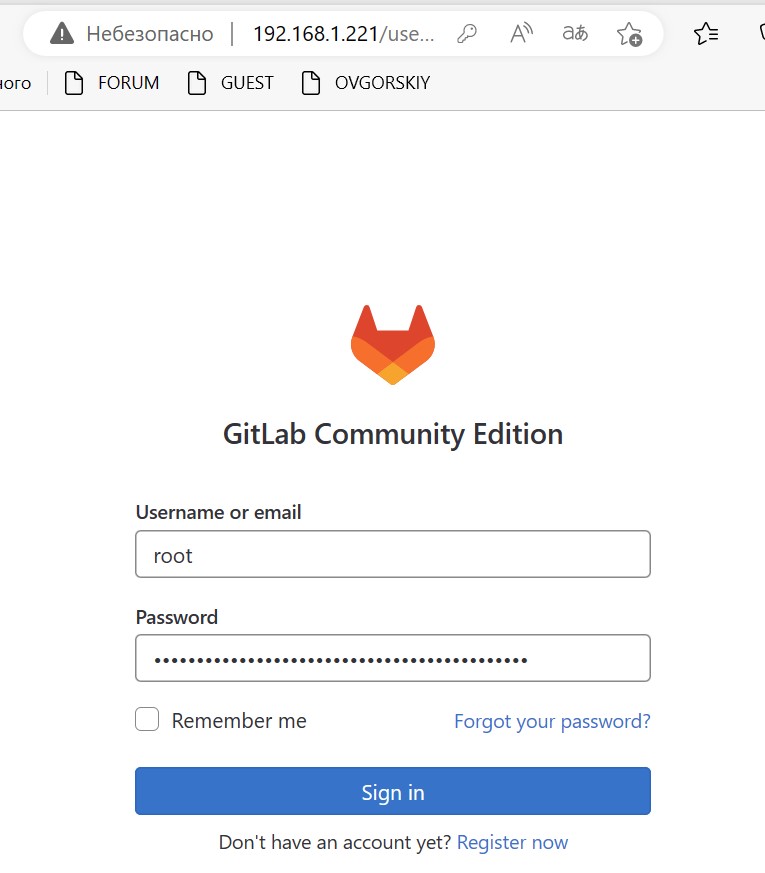 Небезопасно 192.168.1.221/use...
ного FORUM GUEST OVGORSKIY
GitLab Community Edition
Username or email
root
Password
••••••••••••••••••••••••••••••••••••••••••••
Remember me Forgot your password?
Sign in
Don't have an account yet? Register now